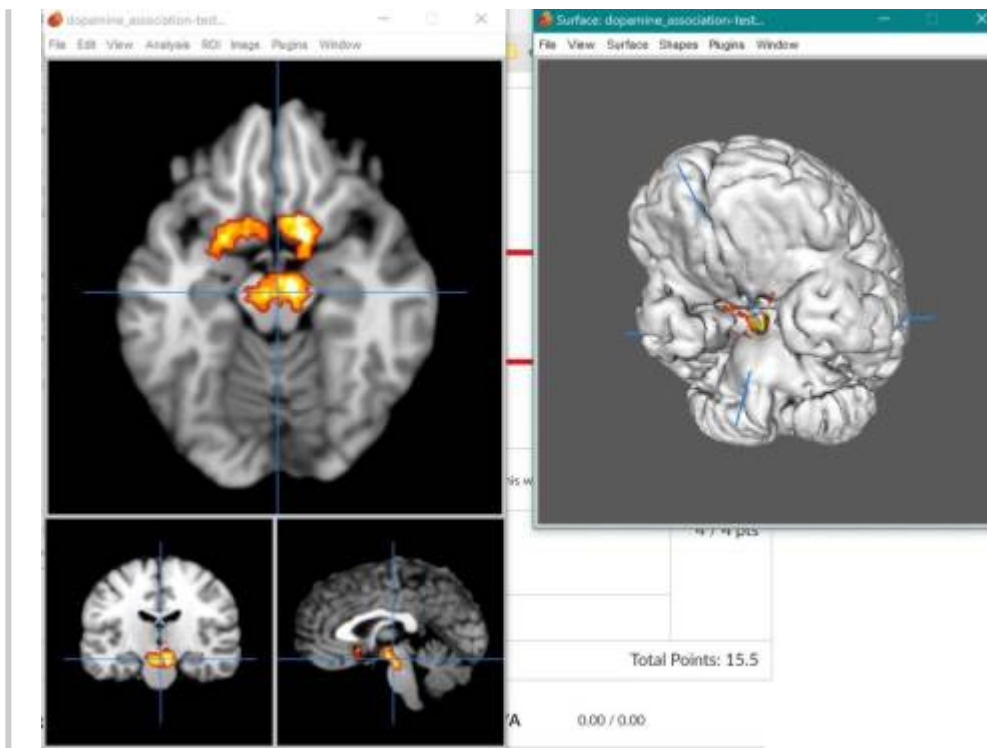 dopamine_association-test...
File Edit View Analysis ROI Image Plugins Window
Surface: dopamine_association-test...
File View Surface Shapes Plugins Window
his w
4 / 4 pts
Total Points: 15.5
/A
0.00 / 0.00